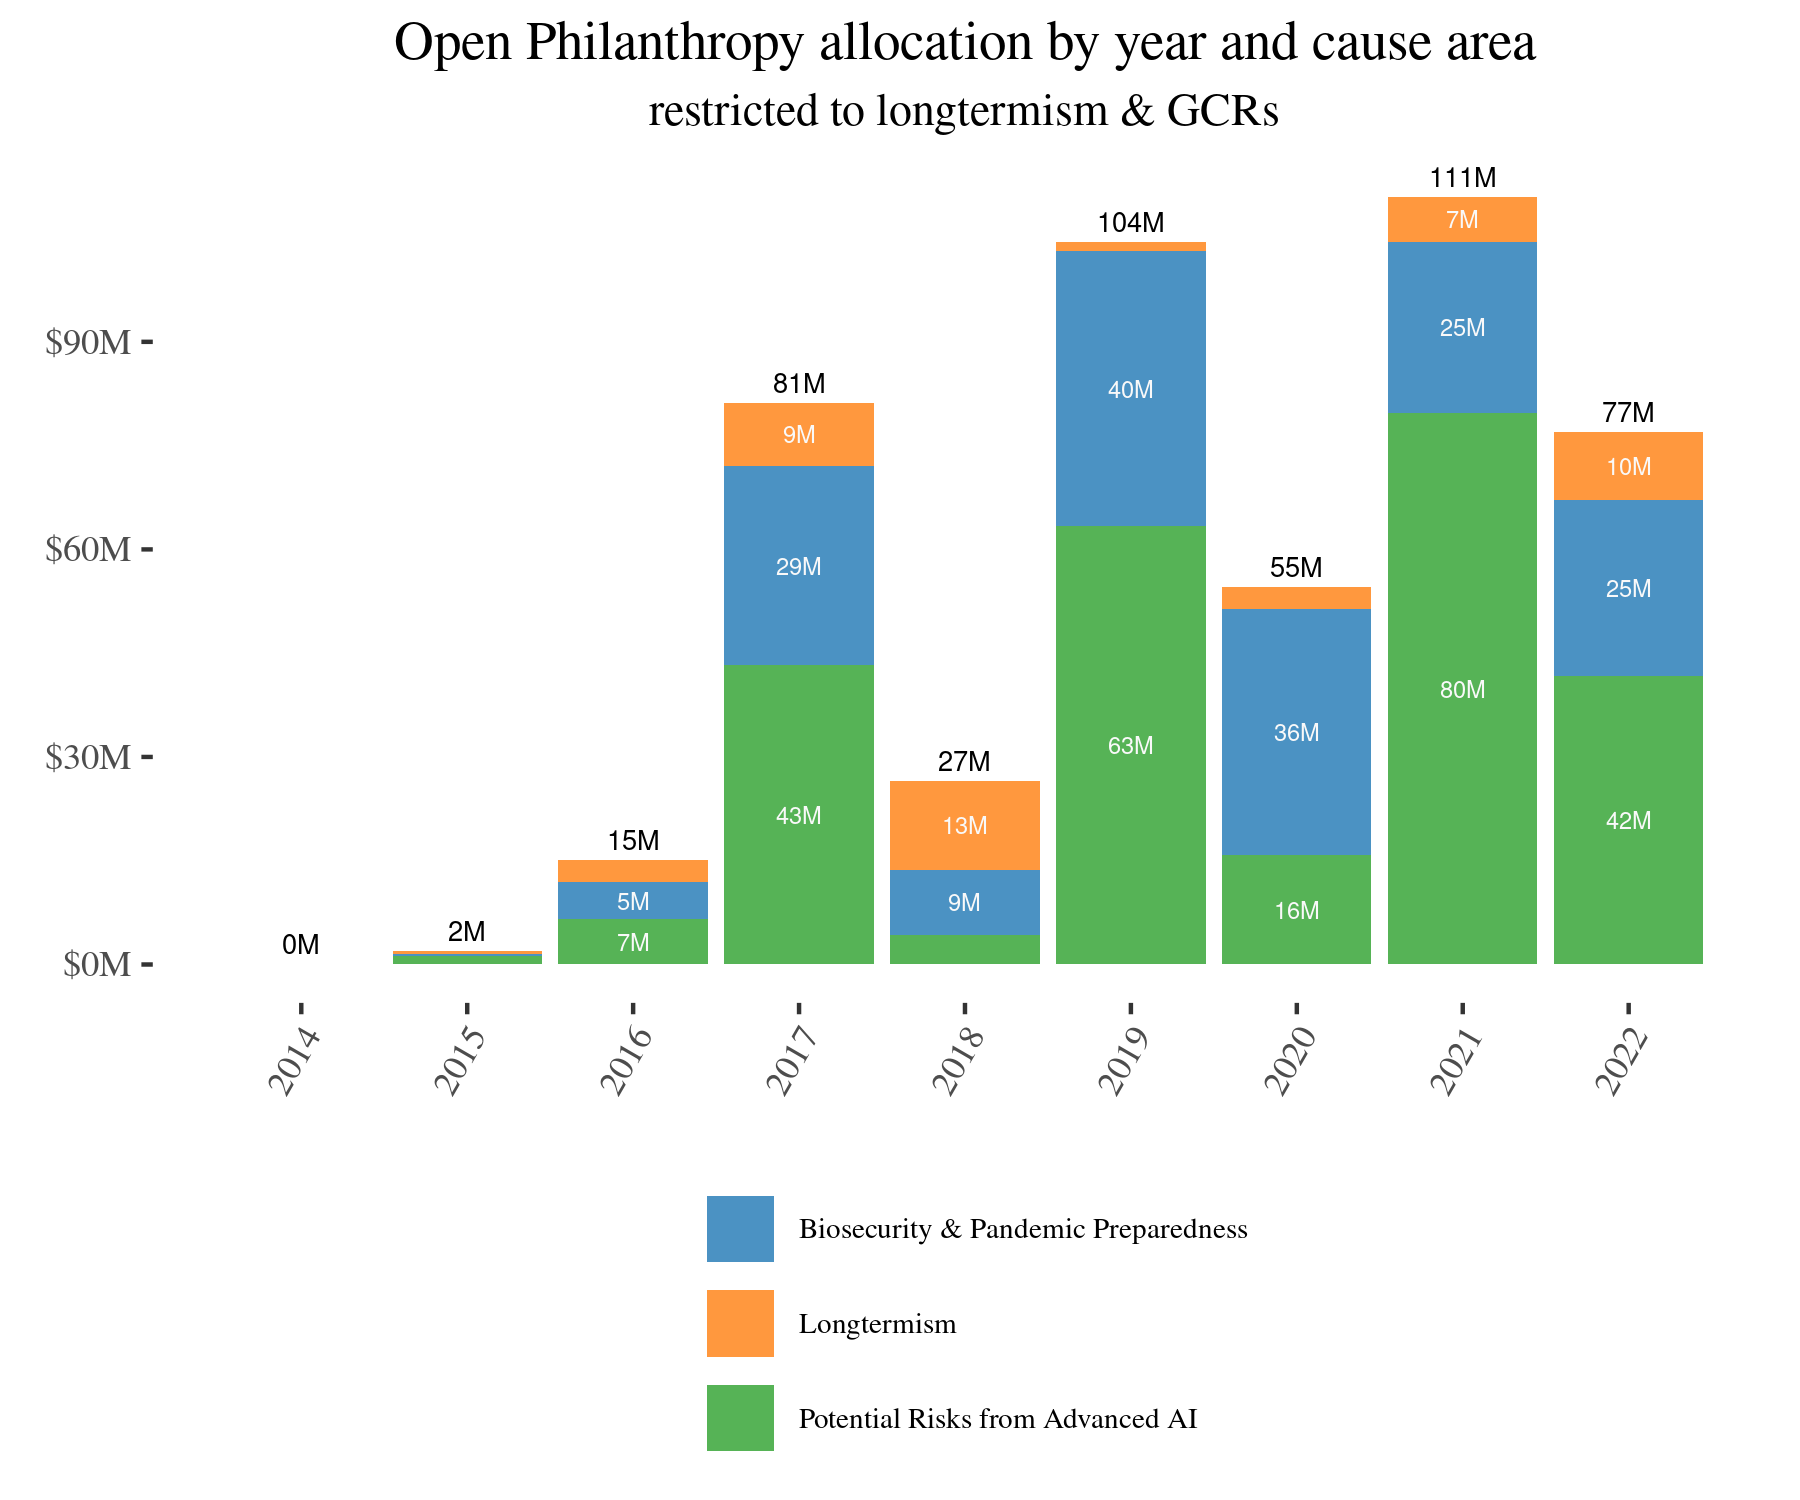 Open Philanthropy allocation by year and cause area
restricted to longtermism & GCRs
111M
104M
7M
$90M
25M
81M
40M
77M
9M
10M
55M
$60M
29M
25M
80M
36M
63M
$30M
27M
43M
13M
42M
15M
5M
9M
16M
0M
2M
7M
$0M
2014
2015
2016
2017
2018
2019
2020
2021
2022
Biosecurity & Pandemic Preparedness
Longtermism
Potential Risks from Advanced AI